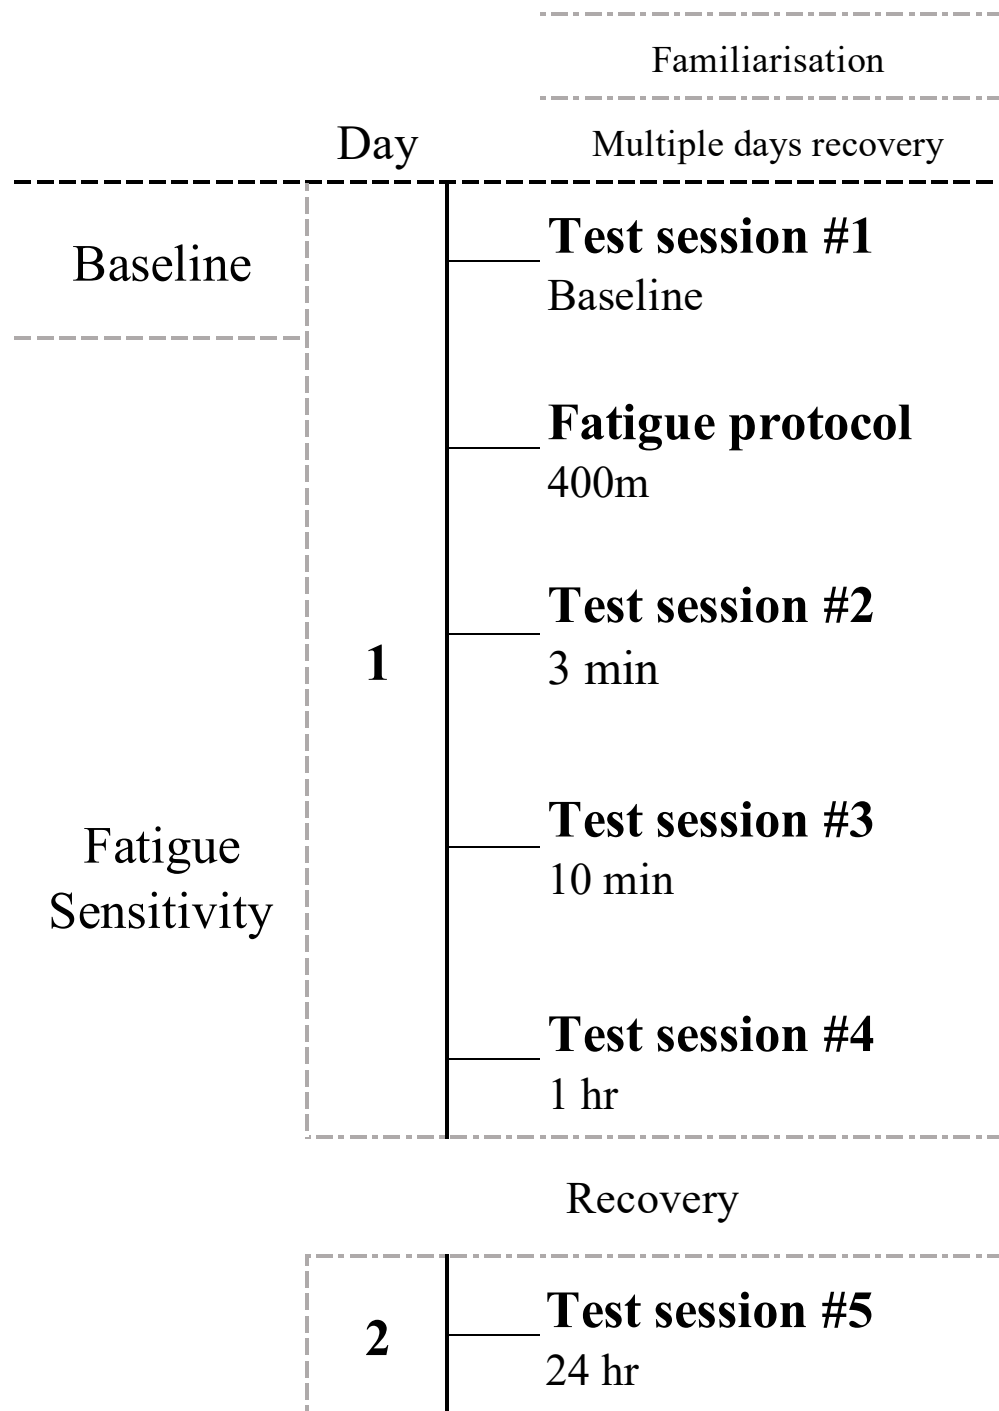 Familiarisation
Day
Multiple days recovery
Baseline
Test session #1
Baseline
Fatigue protocol
400m
1
Test session #2
3 min
Fatigue
Sensitivity
Test session #3
10 min
Test session #4
1 hr
Recovery
2
Test session #5
24 hr